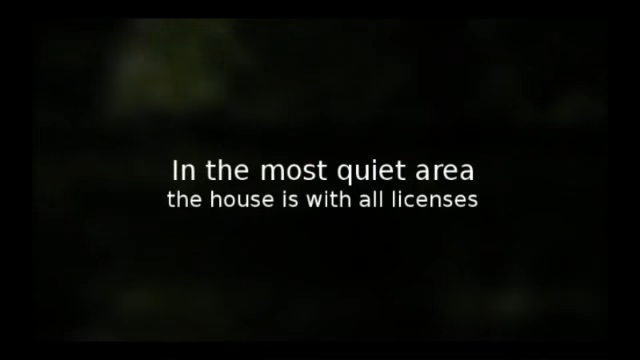 In the most quiet area
the house is with all licenses